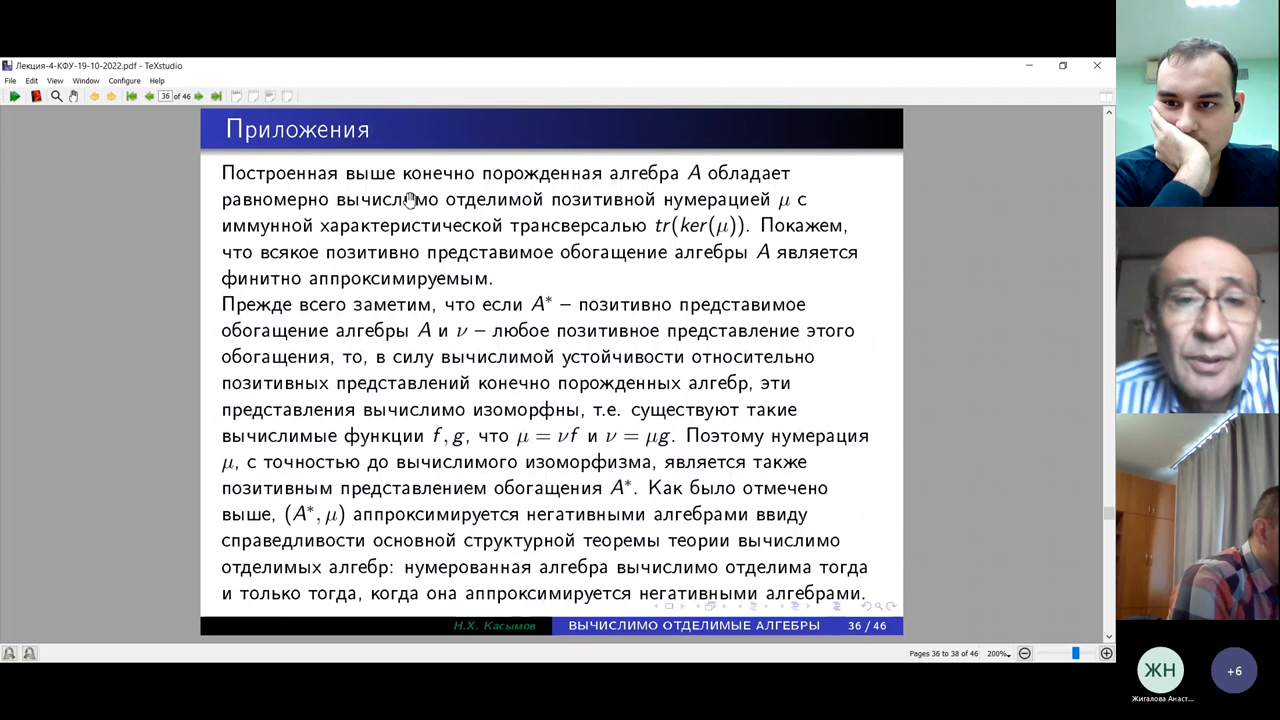 Лекция-4-КФУ-19-10-2022.pdf - TeXstudio
File Edit View Window Configure Help
36 of 46
Приложения
Построенная выше конечно порожденная алгебра A обладает
равномерно вычислимо отделимой позитивной нумерацией μ с
иммунной характеристической трансверсалью tr(ker(μ)). Покажем,
что всякое позитивно представимое обогащение алгебры A является
финитно аппроксимируемым.
Прежде всего заметим, что если A* – позитивно представимое
обогащение алгебры A и ν – любое позитивное представление этого
обогащения, то, в силу вычислимой устойчивости относительно
позитивных представлений конечно порожденных алгебр, эти
представления вычислимо изоморфны, т.е. существуют такие
вычислимые функции f, g, что μ = νf и ν = μg. Поэтому нумерация
μ, с точностью до вычислимого изоморфизма, является также
позитивным представлением обогащения A*. Как было отмечено
выше, (A*, μ) аппроксимируется негативными алгебрами ввиду
справедливости основной структурной теоремы теории вычислимо
отделимых алгебр: нумерованная алгебра вычислимо отделима тогда
и только тогда, когда она аппроксимируется негативными алгебрами.
Н.Х. Касымов ВЫЧИСЛИМО ОТДЕЛИМЫЕ АЛГЕБРЫ 36 / 46
Pages 36 to 38 of 46 200%
ЖН +6
Жигалова Анаст...